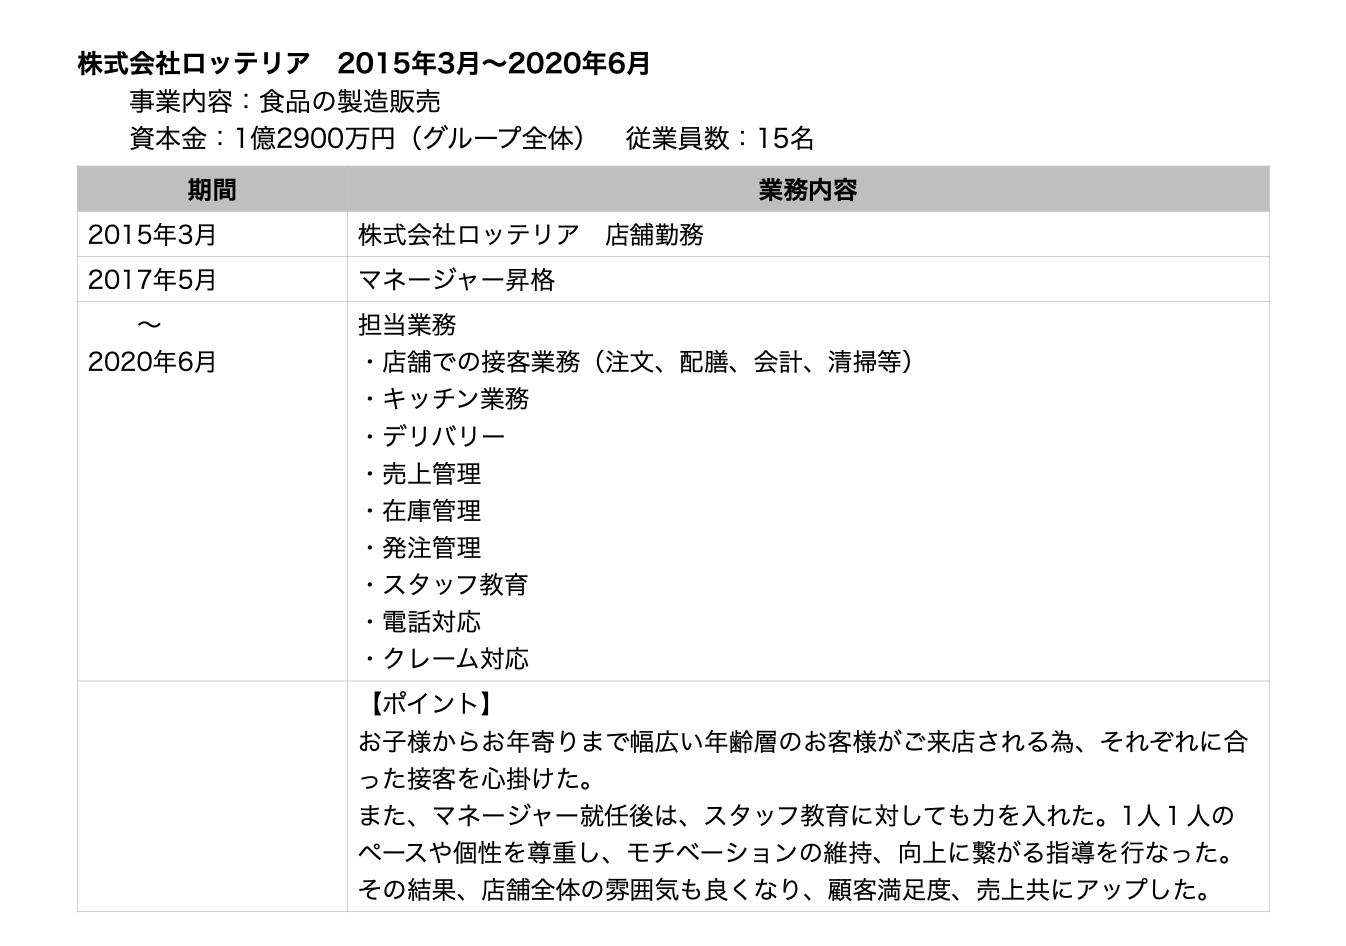 株式会社ロッテリア　2015年3月〜2020年6月
事業内容：食品の製造販売
資本金：1億2900万円（グループ全体）　従業員数：15名
期間　業務内容
2015年3月　株式会社ロッテリア　店舗勤務
2017年5月　マネージャー昇格
〜　担当業務
2020年6月　・店舗での接客業務（注文、配膳、会計、清掃等）
・キッチン業務
・デリバリー
・売上管理
・在庫管理
・発注管理
・スタッフ教育
・電話対応
・クレーム対応
【ポイント】
お子様からお年寄りまで幅広い年齢層のお客様がご来店される為、それぞれに合
った接客を心掛けた。
また、マネージャー就任後は、スタッフ教育に対しても力を入れた。1人１人の
ペースや個性を尊重し、モチベーションの維持、向上に繋がる指導を行なった。
その結果、店舗全体の雰囲気も良くなり、顧客満足度、売上共にアップした。